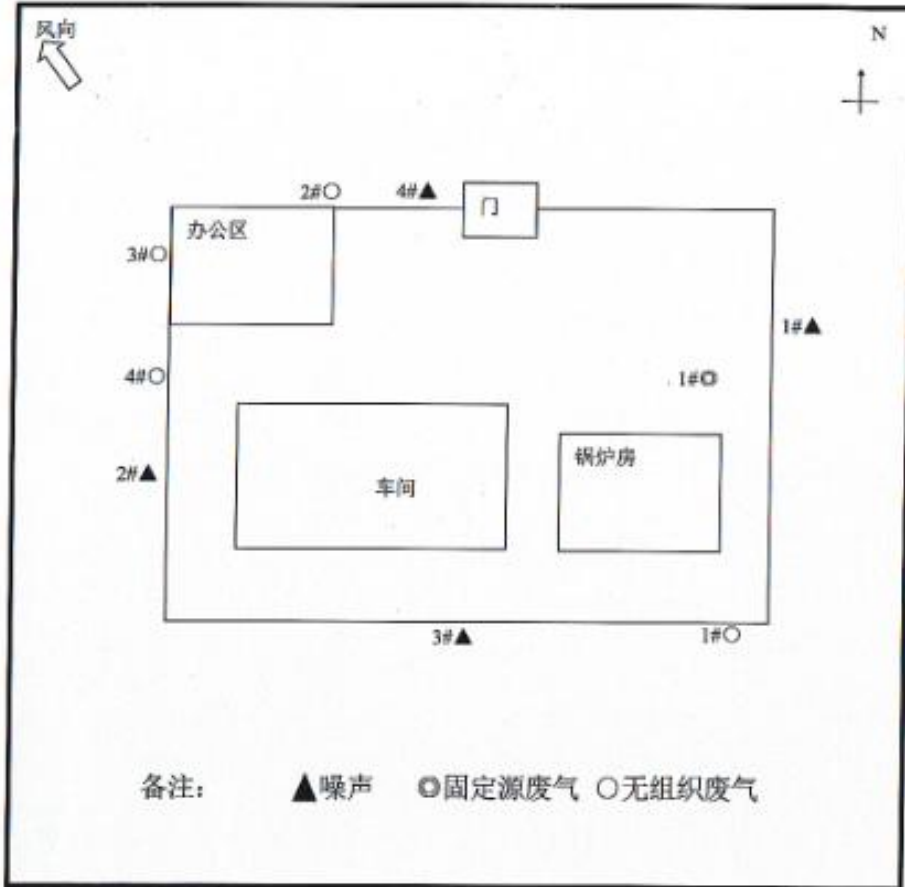 风向
N
2#○ 4#▲
门
办公区
3#○
1#▲
4#○
1#◎
锅炉房
2#▲
车间
3#▲
1#○
备注: ▲噪声 ◎固定源废气 ○无组织废气